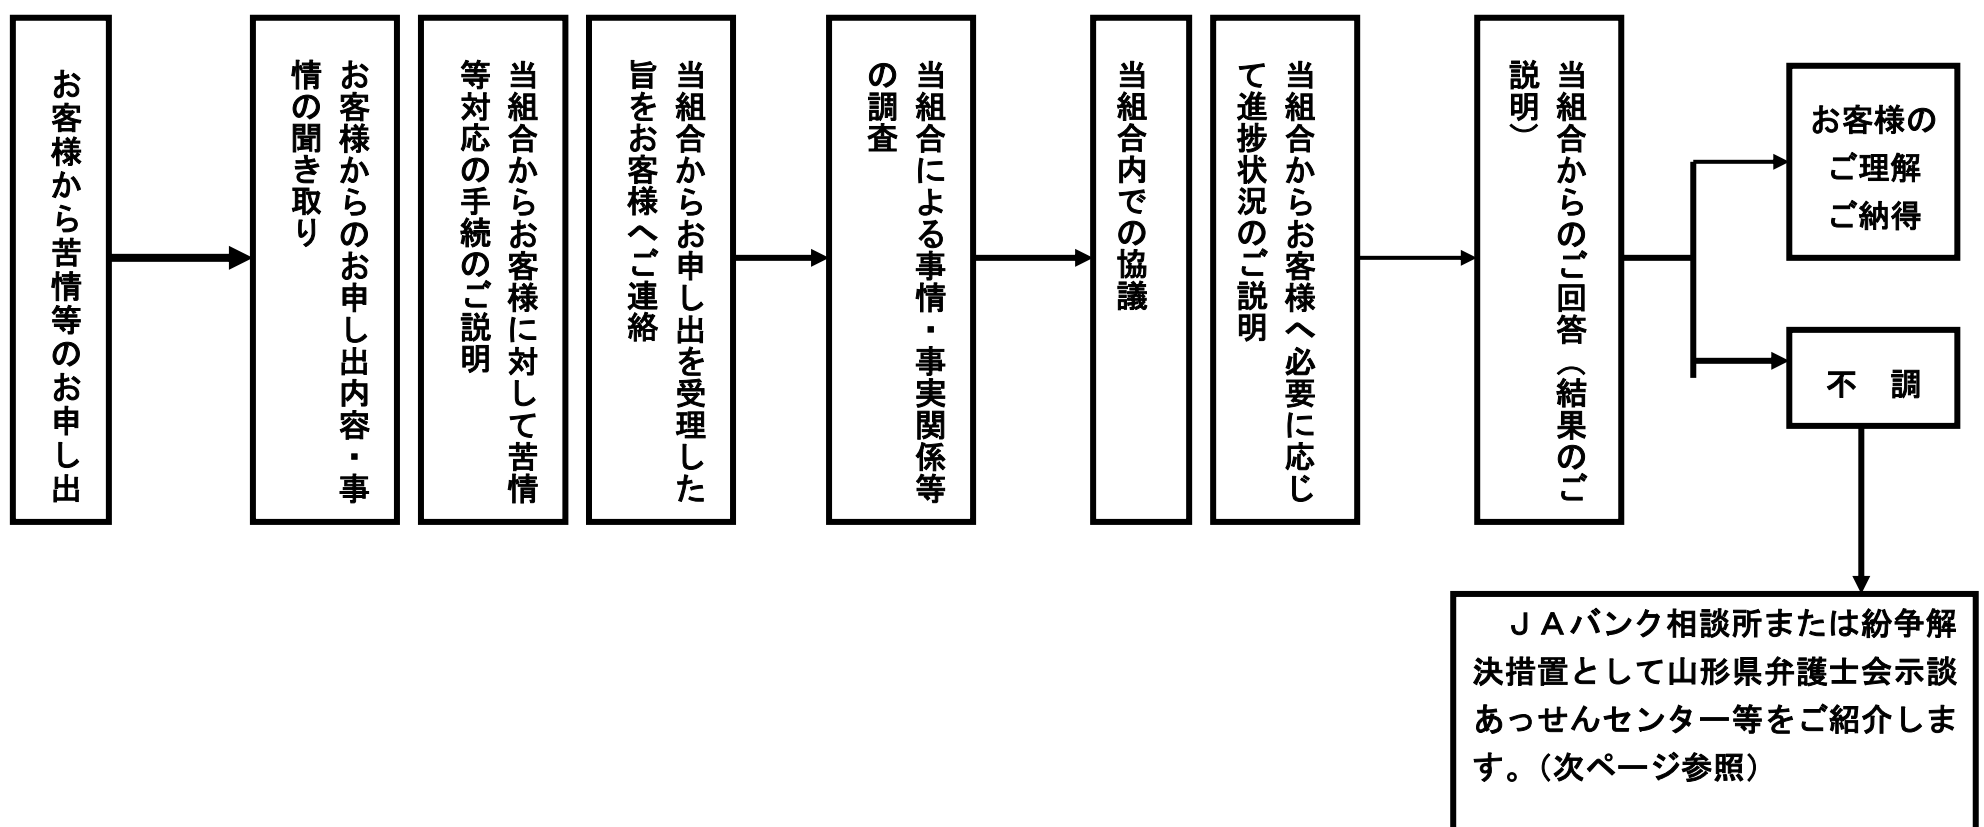 お客様から苦情等のお申し出
お客様からのお申し出内容・事
情の聞き取り
当組合からお客様に対して苦情
等対応の手続のご説明
当組合からお申し出を受理した
旨をお客様へご連絡
当組合による事情・事実関係等
の調査
当組合内での協議
当組合からお客様へ必要に応じ
て進捗状況のご説明
当組合からのご回答（結果のご
説明）
お客様の
ご理解
ご納得
不　調
ＪＡバンク相談所または紛争解
決措置として山形県弁護士会示談
あっせんセンター等をご紹介しま
す。（次ページ参照）